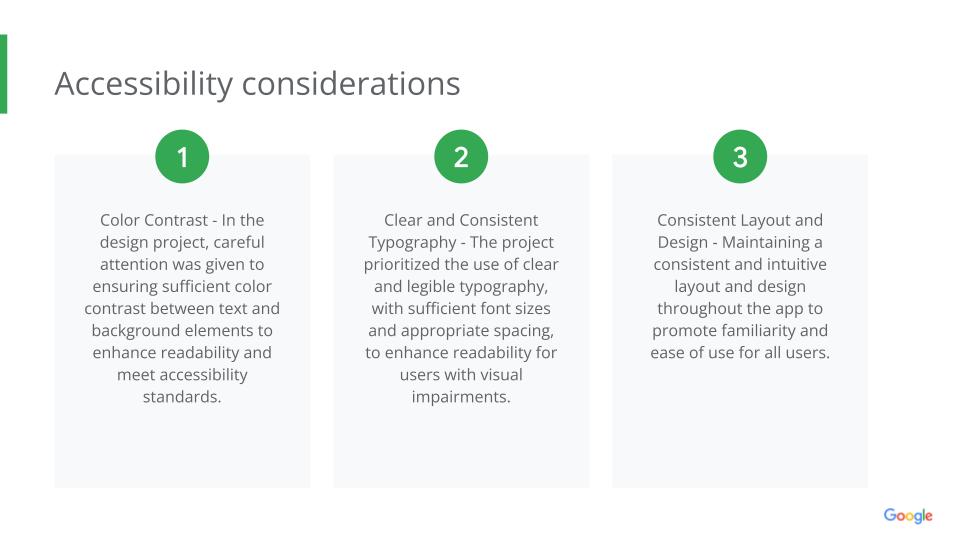 Accessibility considerations
1
Color Contrast - In the
design project, careful
attention was given to
ensuring sufficient color
contrast between text and
background elements to
enhance readability and
meet accessibility
standards.
2
Clear and Consistent
Typography - The project
prioritized the use of clear
and legible typography,
with sufficient font sizes
and appropriate spacing,
to enhance readability for
users with visual
impairments.
3
Consistent Layout and
Design - Maintaining a
consistent and intuitive
layout and design
throughout the app to
promote familiarity and
ease of use for all users.
Google